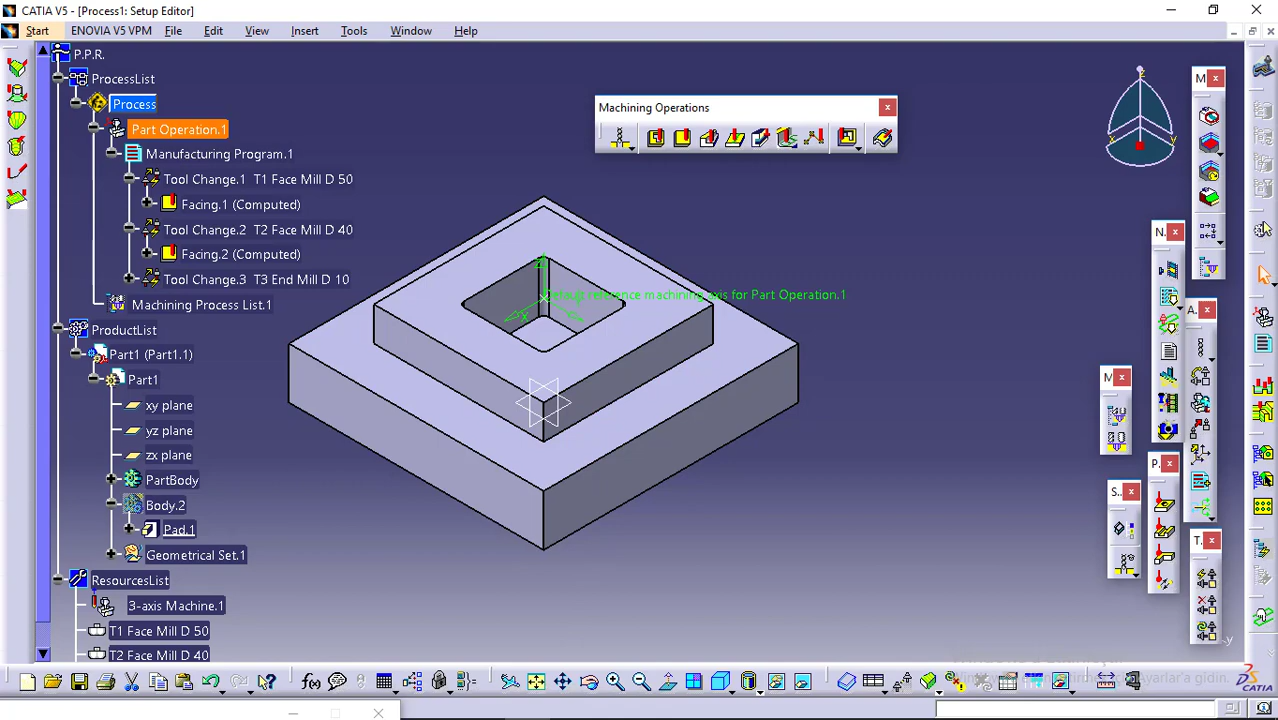 CATIA V5 - [Process1: Setup Editor]
Start ENOVIA V5 VPM File Edit View Insert Tools Window Help
P.P.R.
ProcessList
Process
Part Operation.1
Manufacturing Program.1
Tool Change.1 T1 Face Mill D 50
Facing.1 (Computed)
Tool Change.2 T2 Face Mill D 40
Facing.2 (Computed)
Tool Change.3 T3 End Mill D 10
Machining Process List.1
ProductList
Part1 (Part1.1)
Part1
xy plane
yz plane
zx plane
PartBody
Body.2
Pad.1
Geometrical Set.1
ResourcesList
3-axis Machine.1
T1 Face Mill D 50
T2 Face Mill D 40
Machining Operations
Default reference machining axis for Part Operation.1
z
x
z
y
M...
N...
A...
M...
P...
S...
T...
y
Ayarlar'a gidin.
f(x)
CATIA